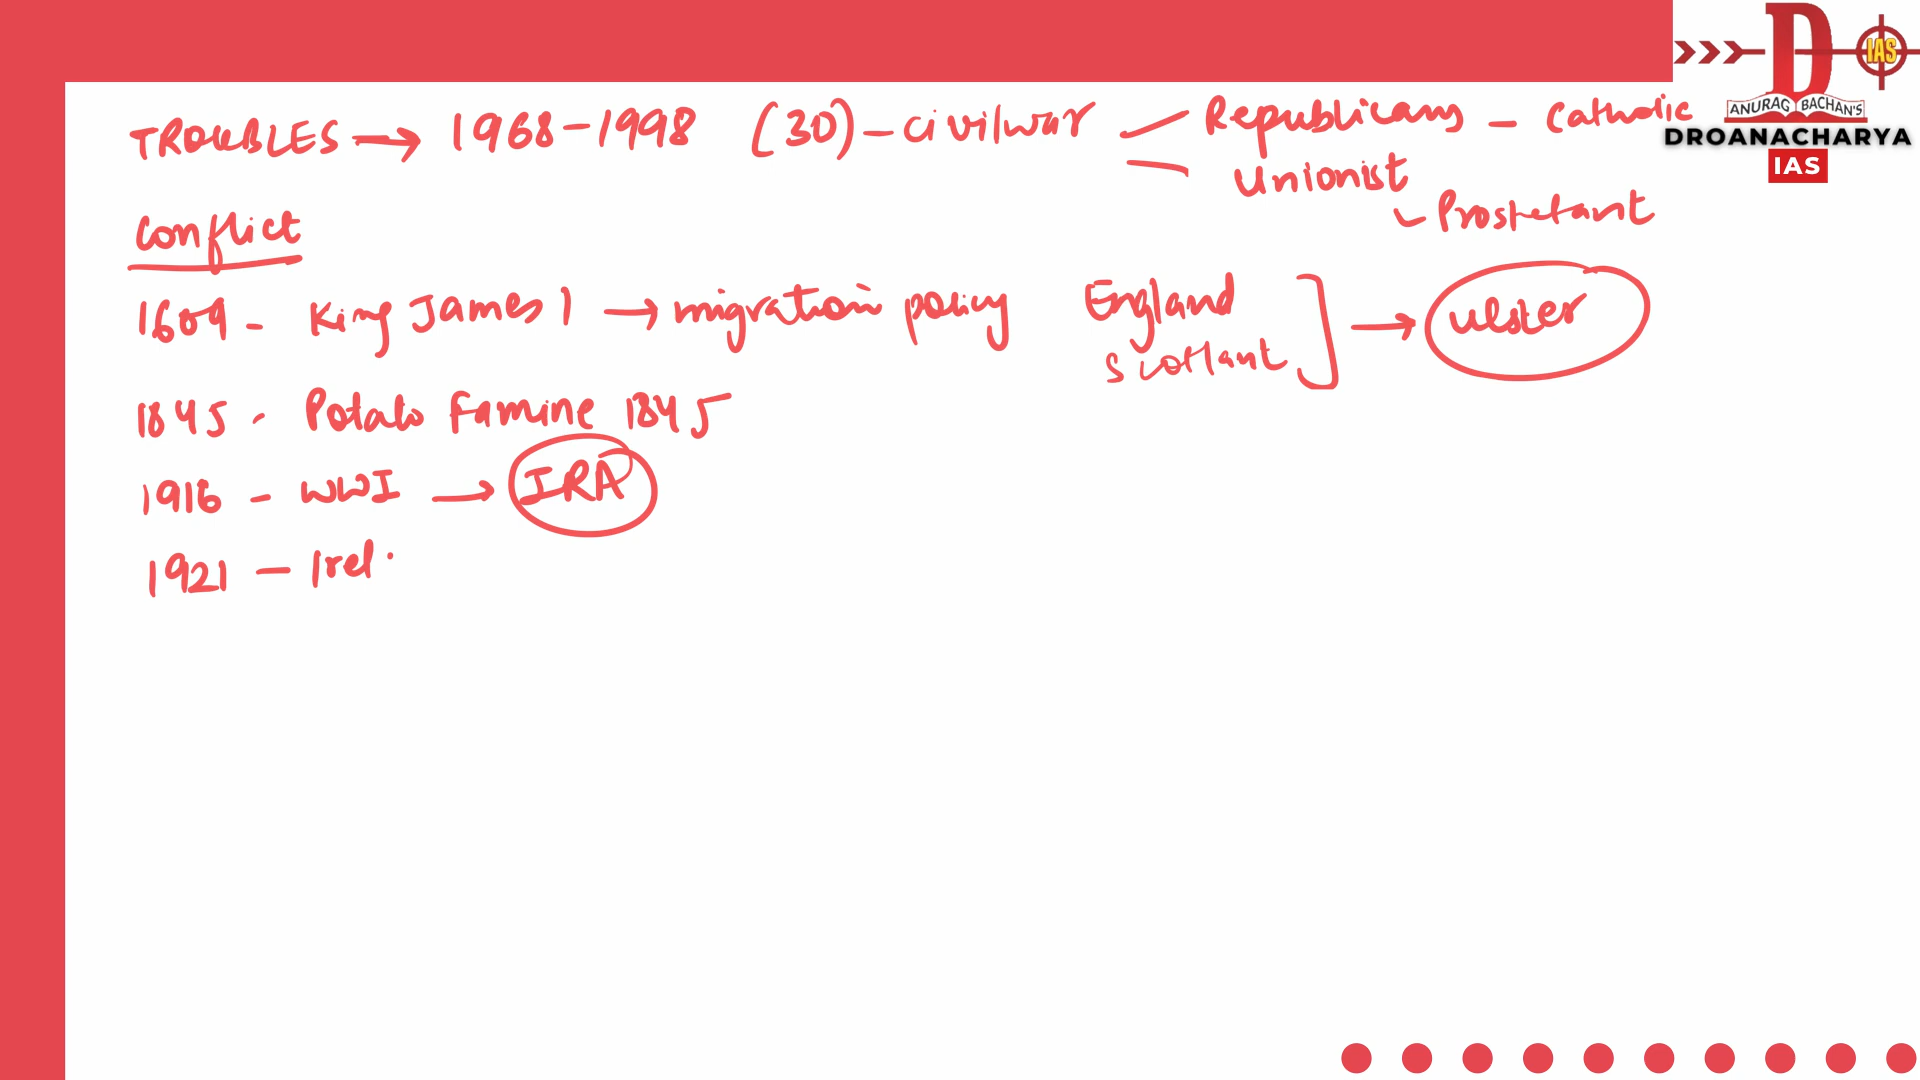 TROUBLES → 1968-1998 (30) - civilwar Republicans - Catholic
Unionist
Prostetant
Conflict
1609 - King James I → migration policy England → Ulster
Scotlant
1845 - Potato Famine 1845
1916 - WWI → IRA
1921 - Irel
D
IAS
ANURAG BACHAN'S
DROANACHARYA
IAS